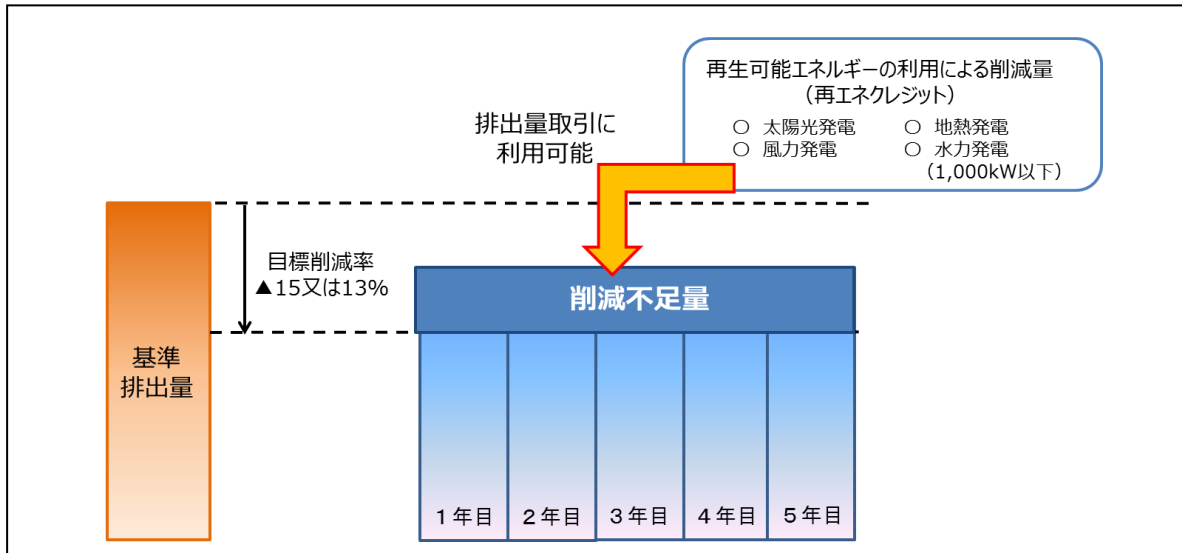 再生可能エネルギーの利用による削減量
（再エネクレジット）
○ 太陽光発電 ○ 地熱発電
○ 風力発電 ○ 水力発電
（1,000kW以下）
排出量取引に
利用可能
目標削減率
▲15又は13%
削減不足量
基準
排出量
１年目 ２年目 ３年目 ４年目 ５年目